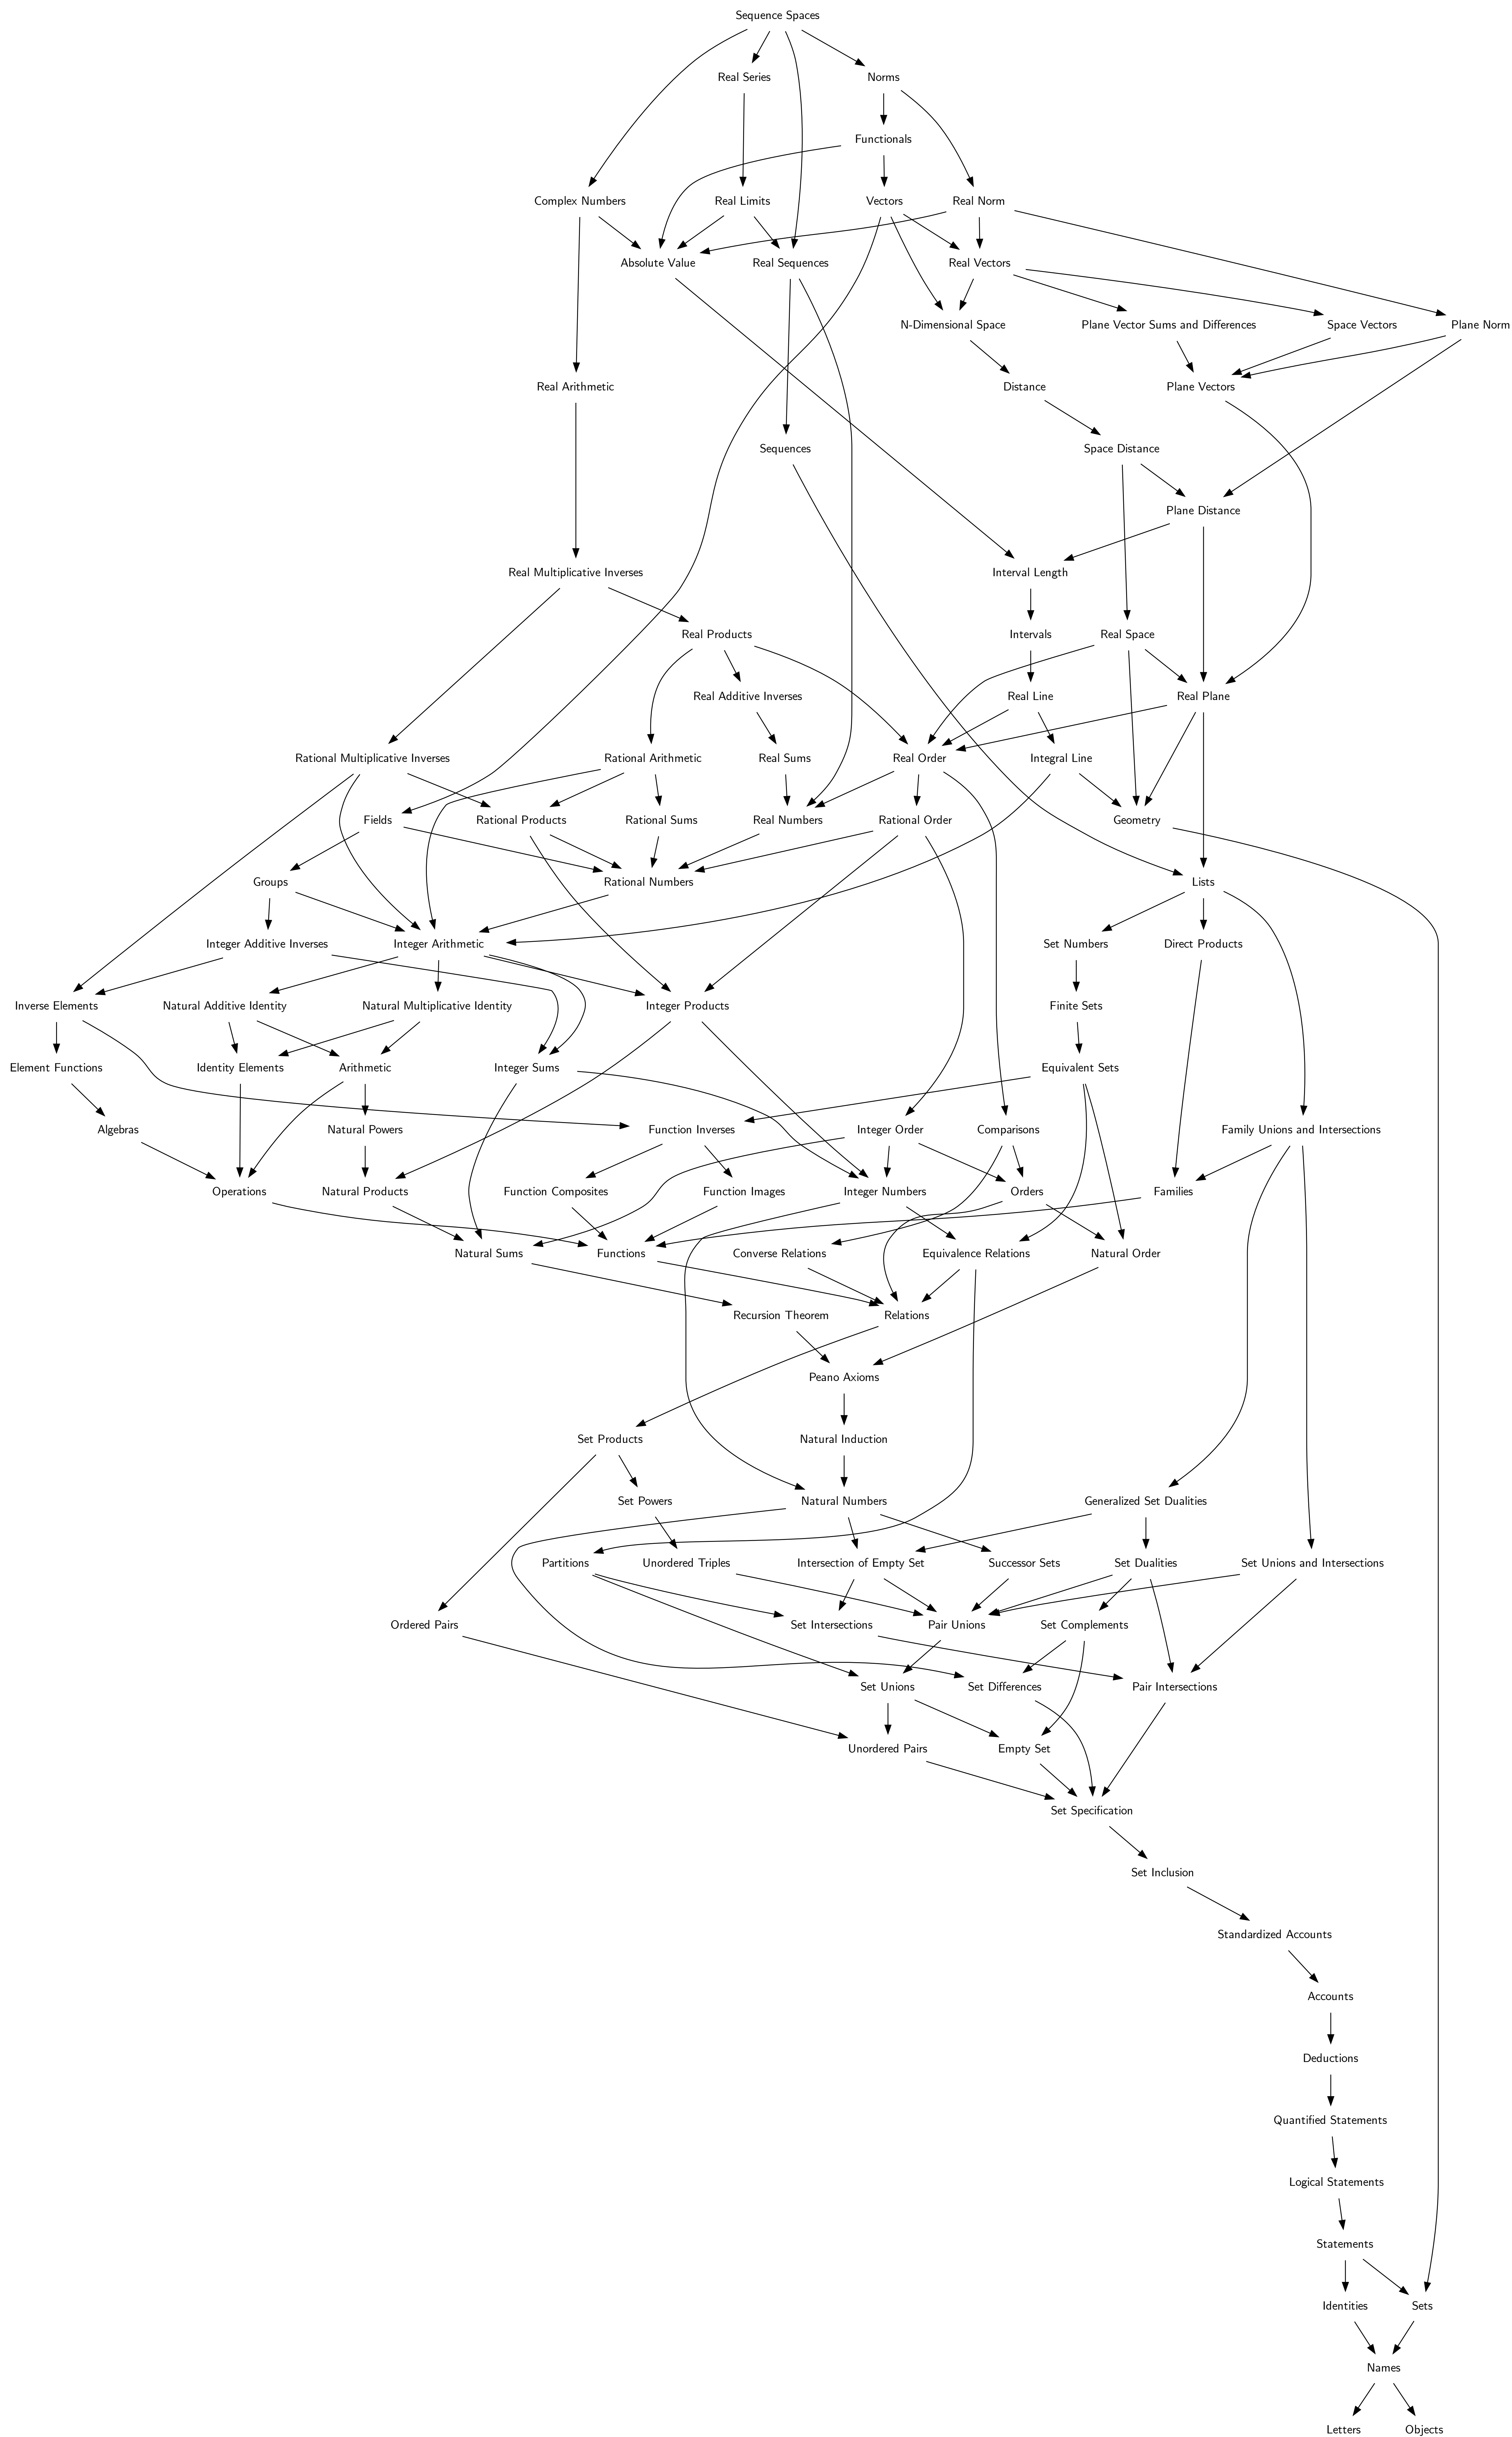 Sequence Spaces
Real Series
Norms
Functionals
Complex Numbers
Real Limits
Vectors
Real Norm
Absolute Value
Real Sequences
Real Vectors
N-Dimensional Space
Plane Vector Sums and Differences
Space Vectors
Plane Norm
Real Arithmetic
Distance
Plane Vectors
Sequences
Space Distance
Plane Distance
Real Multiplicative Inverses
Interval Length
Real Products
Intervals
Real Space
Real Additive Inverses
Real Line
Real Plane
Rational Multiplicative Inverses
Rational Arithmetic
Real Sums
Real Order
Integral Line
Fields
Rational Products
Rational Sums
Real Numbers
Rational Order
Geometry
Groups
Rational Numbers
Lists
Integer Additive Inverses
Integer Arithmetic
Set Numbers
Direct Products
Inverse Elements
Natural Additive Identity
Natural Multiplicative Identity
Integer Products
Finite Sets
Element Functions
Identity Elements
Arithmetic
Integer Sums
Equivalent Sets
Algebras
Natural Powers
Function Inverses
Integer Order
Comparisons
Family Unions and Intersections
Operations
Natural Products
Function Composites
Function Images
Integer Numbers
Orders
Families
Natural Sums
Functions
Converse Relations
Equivalence Relations
Natural Order
Recursion Theorem
Relations
Peano Axioms
Set Products
Natural Induction
Set Powers
Natural Numbers
Generalized Set Dualities
Partitions
Unordered Triples
Intersection of Empty Set
Successor Sets
Set Dualities
Set Unions and Intersections
Ordered Pairs
Set Intersections
Pair Unions
Set Complements
Set Unions
Set Differences
Pair Intersections
Unordered Pairs
Empty Set
Set Specification
Set Inclusion
Standardized Accounts
Accounts
Deductions
Quantified Statements
Logical Statements
Statements
Identities
Sets
Names
Letters
Objects